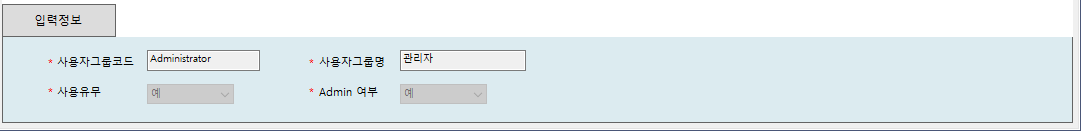 입력정보
* 사용자그룹코드 Administrator * 사용자그룹명 관리자
* 사용유무 예 * Admin 여부 예